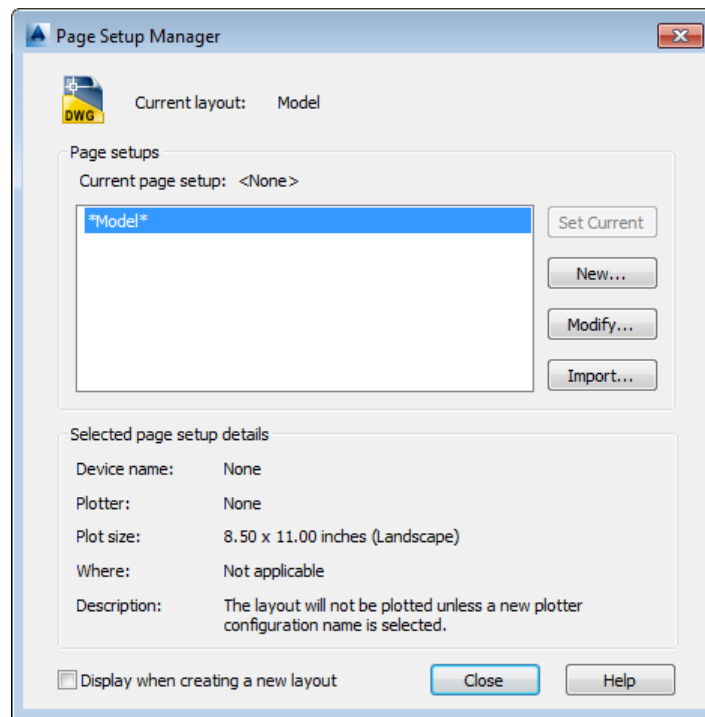 Page Setup Manager
DWG
Current layout: Model
Page setups
Current page setup: <None>
*Model*
Set Current
New...
Modify...
Import...
Selected page setup details
Device name: None
Plotter: None
Plot size: 8.50 x 11.00 inches (Landscape)
Where: Not applicable
Description: The layout will not be plotted unless a new plotter
configuration name is selected.
Display when creating a new layout
Close
Help